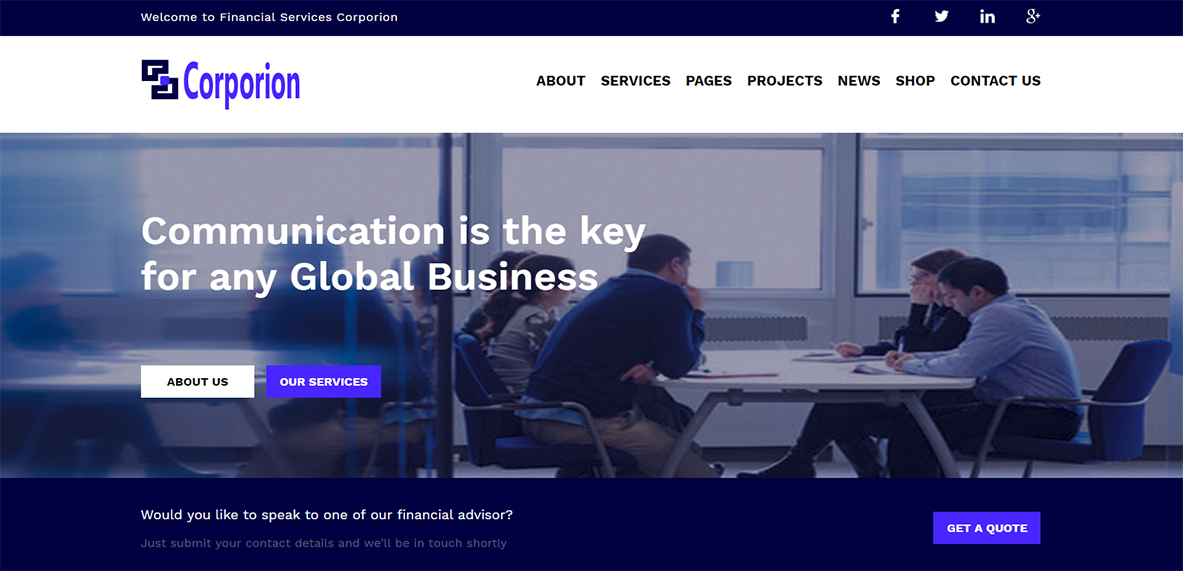 Welcome to Financial Services Corporion
Corporion
ABOUT SERVICES PAGES PROJECTS NEWS SHOP CONTACT US
Communication is the key
for any Global Business
ABOUT US OUR SERVICES
Would you like to speak to one of our financial advisor?
Just submit your contact details and we'll be in touch shortly
GET A QUOTE